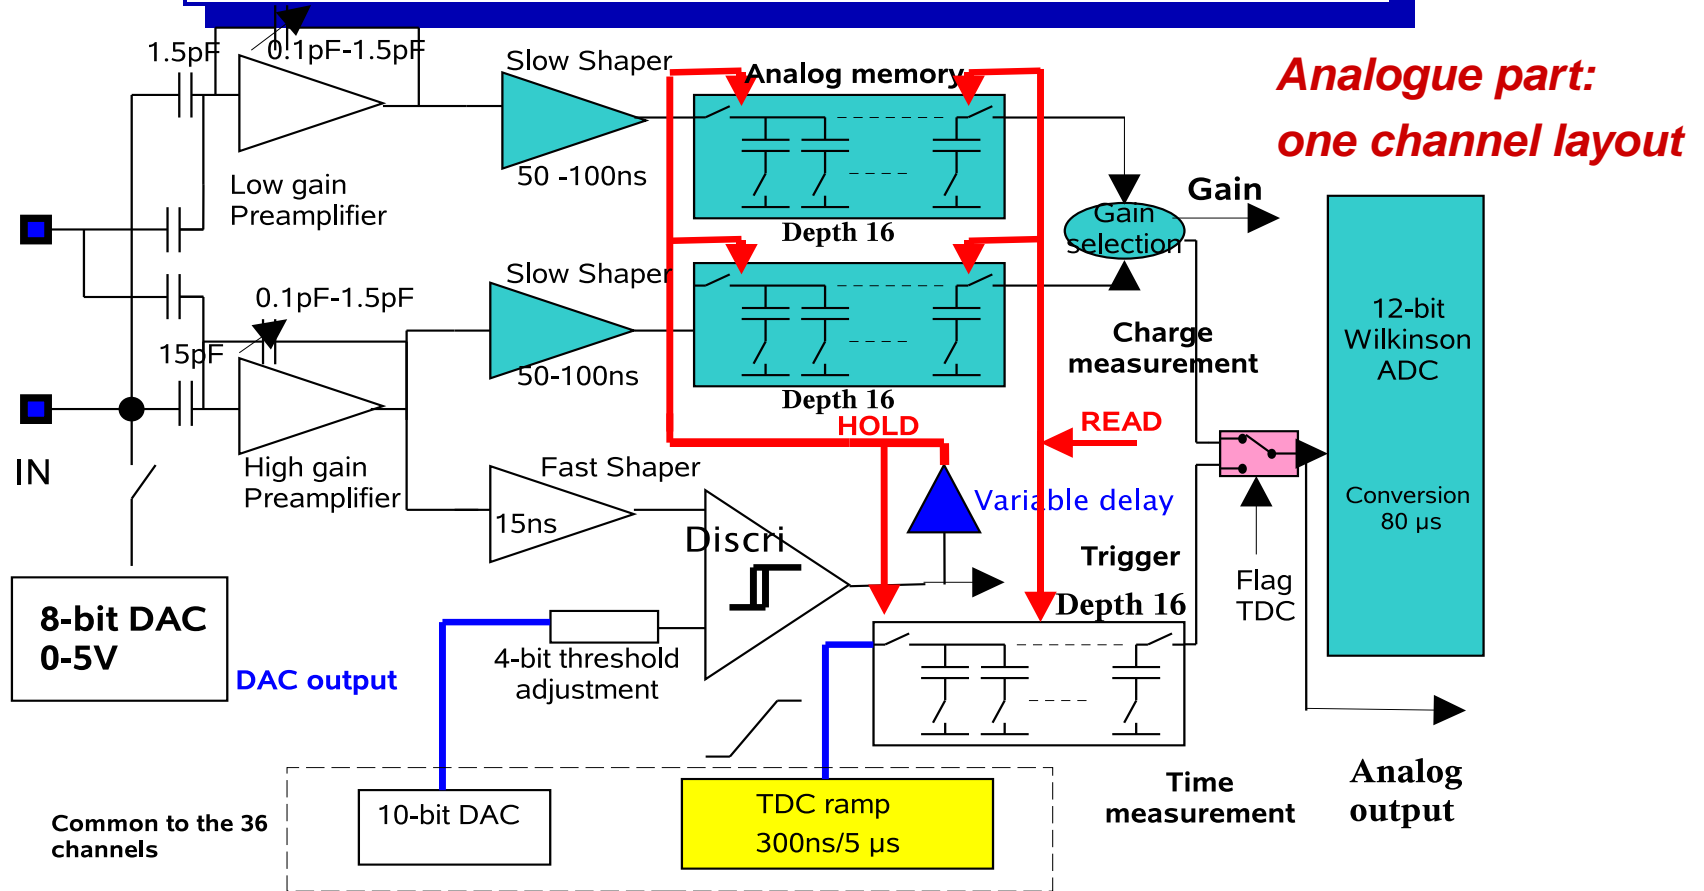 1.5pF
0.1pF-1.5pF
Slow Shaper
Analog memory
Analogue part:
one channel layout
50 -100ns
Low gain
Preamplifier
Depth 16
Gain
Gain
selection
Slow Shaper
0.1pF-1.5pF
15pF
50-100ns
Depth 16
Charge
measurement
12-bit
Wilkinson
ADC
HOLD
READ
IN
High gain
Preamplifier
Fast Shaper
15ns
Discri
Variable delay
Conversion
80 µs
Trigger
Flag
TDC
Depth 16
8-bit DAC
0-5V
DAC output
4-bit threshold
adjustment
Time
measurement
Analog
output
Common to the 36
channels
10-bit DAC
TDC ramp
300ns/5 µs